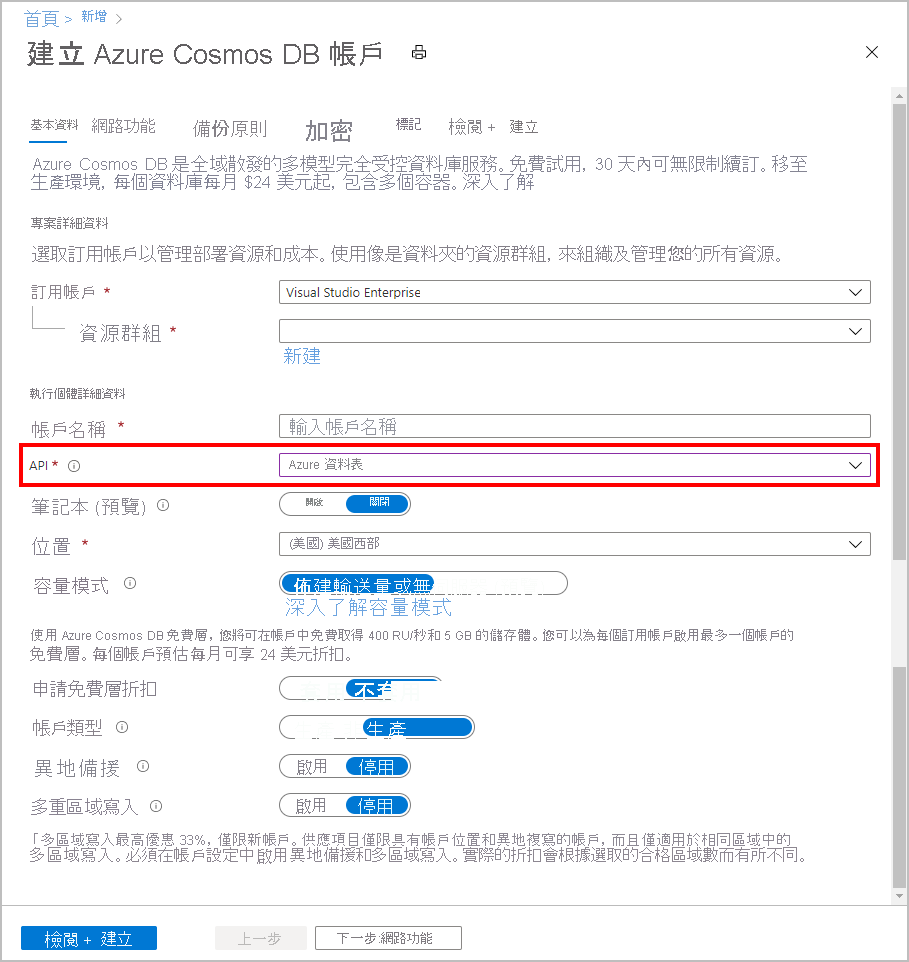 首頁 > 新增 >
建立 Azure Cosmos DB 帳戶
基本資料 網路功能 備份原則 加密 標記 檢閱 + 建立
Azure Cosmos DB 是全域散發的多模型完全受控資料庫服務。免費試用, 30 天內可無限制續訂。移至
生產環境, 每個資料庫每月 $24 美元起, 包含多個容器。深入了解
專案詳細資料
選取訂用帳戶以管理部署資源和成本。使用像是資料夾的資源群組, 來組織及管理您的所有資源。
訂用帳戶 * Visual Studio Enterprise
資源群組 *
新建
執行個體詳細資料
帳戶名稱 * 輸入帳戶名稱
API * Azure 資料表
筆記本 (預覽) 開啟 關閉
位置 * (美國) 美國西部
容量模式 佈建輸送量或無
深入了解容量模式
使用 Azure Cosmos DB 免費層, 您將可在帳戶中免費取得 400 RU/秒和 5 GB 的儲存體。您可以為每個訂用帳戶啟用最多一個帳戶的
免費層。每個帳戶預估每月可享 24 美元折扣。
申請免費層折扣
帳戶類型 生產
異地備援 啟用 停用
多重區域寫入 啟用 停用
「多區域寫入最高優惠 33%, 僅限新帳戶。供應項目僅限具有帳戶位置和異地複寫的帳戶, 而且僅適用於相同區域中的
多區域寫入。必須在帳戶設定中啟用異地備援和多區域寫入。實際的折扣會根據選取的合格區域數而有所不同。
檢閱 + 建立 上一步 下一步:網路功能